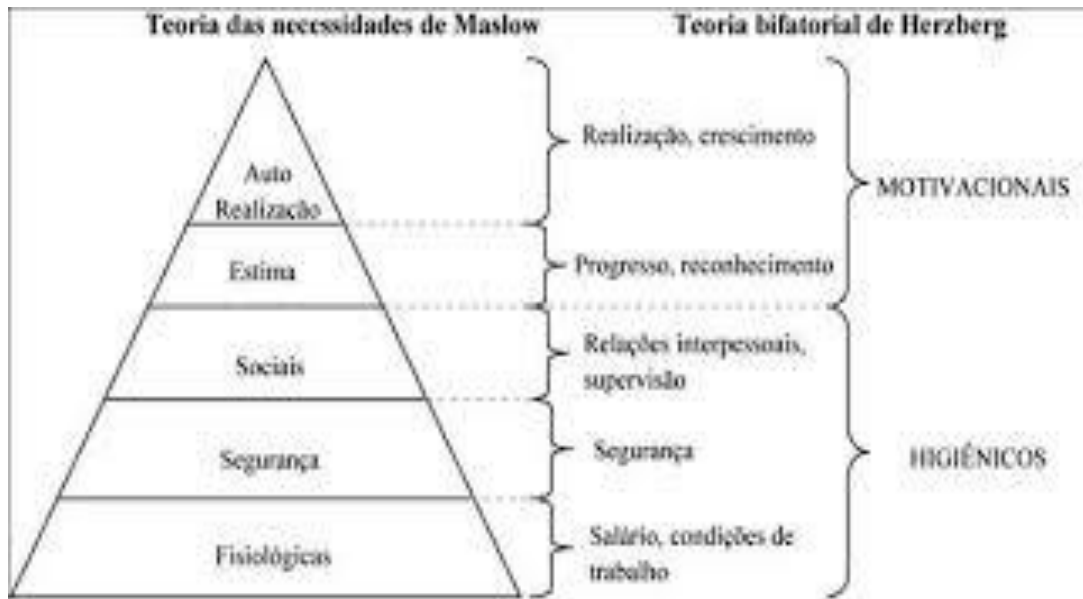 Teoria das necessidades de Maslow
Teoria bifatorial de Herzberg
Auto
Realização
Realização, crescimento
MOTIVACIONAIS
Estima
Progresso, reconhecimento
Sociais
Relações interpessoais,
supervisão
Segurança
Segurança
HIGIÉNICOS
Fisiológicas
Salário, condições de
trabalho